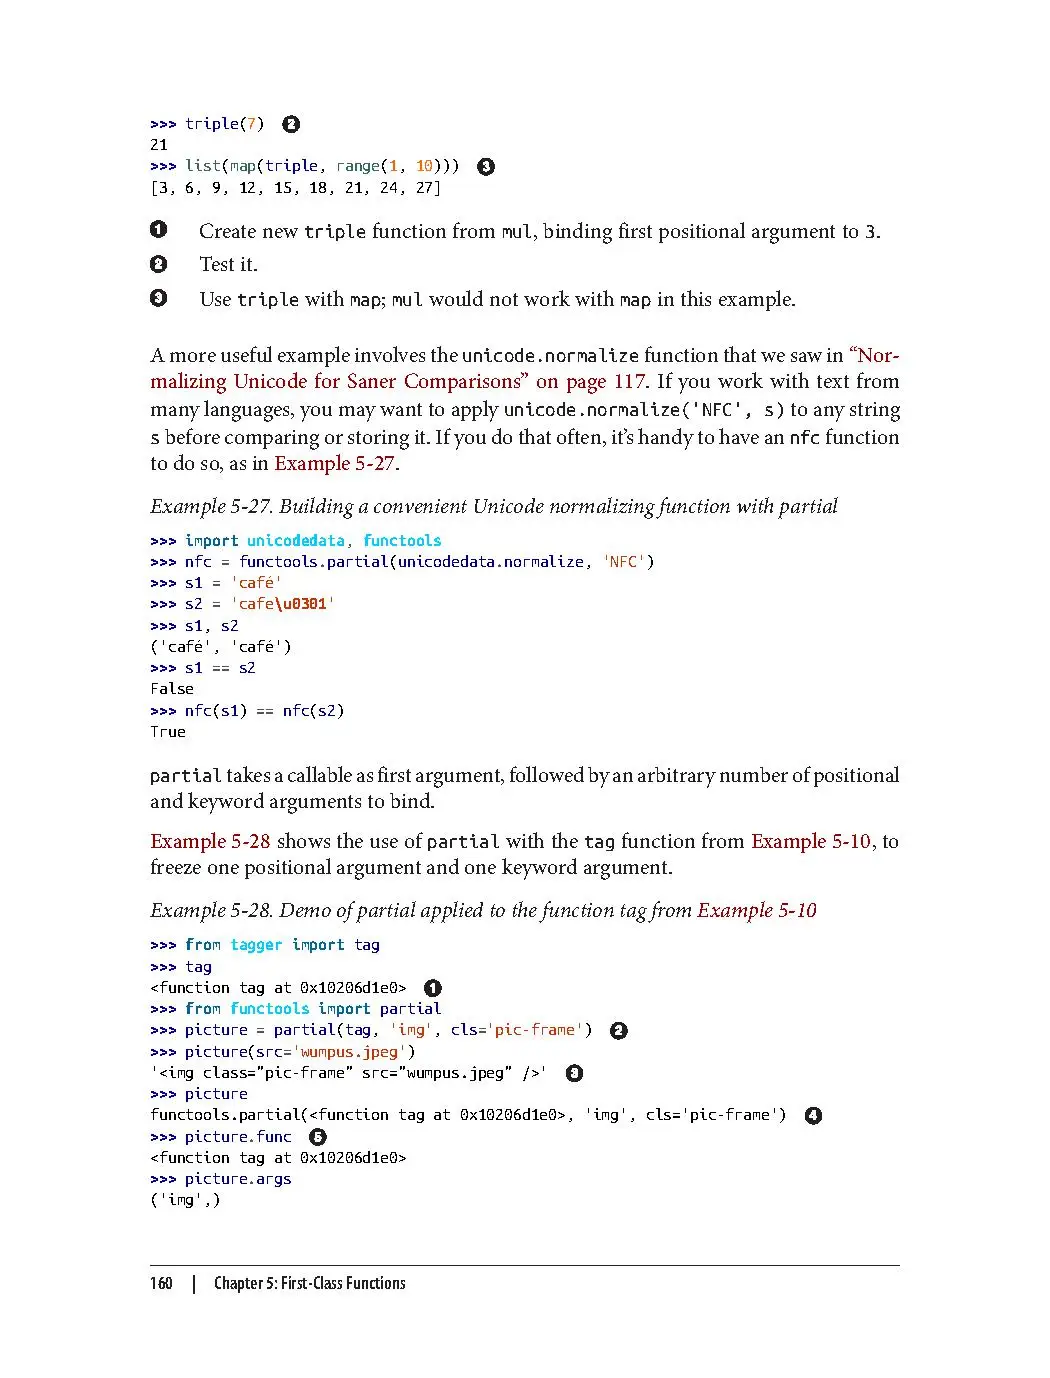 >>> triple(7) ❷
21
>>> list(map(triple, range(1, 10))) ❸
[3, 6, 9, 12, 15, 18, 21, 24, 27]
❶ Create new triple function from mul, binding first positional argument to 3.
❷ Test it.
❸ Use triple with map; mul would not work with map in this example.
A more useful example involves the unicode.normalize function that we saw in “Nor-
malizing Unicode for Saner Comparisons” on page 117. If you work with text from
many languages, you may want to apply unicode.normalize('NFC', s) to any string
s before comparing or storing it. If you do that often, it’s handy to have an nfc function
to do so, as in Example 5-27.
Example 5-27. Building a convenient Unicode normalizing function with partial
>>> import unicodedata, functools
>>> nfc = functools.partial(unicodedata.normalize, 'NFC')
>>> s1 = 'café'
>>> s2 = 'cafe\u0301'
>>> s1, s2
('café', 'café')
>>> s1 == s2
False
>>> nfc(s1) == nfc(s2)
True
partial takes a callable as first argument, followed by an arbitrary number of positional
and keyword arguments to bind.
Example 5-28 shows the use of partial with the tag function from Example 5-10, to
freeze one positional argument and one keyword argument.
Example 5-28. Demo of partial applied to the function tag from Example 5-10
>>> from tagger import tag
>>> tag
<function tag at 0x10206d1e0> ❶
>>> from functools import partial
>>> picture = partial(tag, 'img', cls='pic-frame') ❷
>>> picture(src='wumpus.jpeg')
'<img class="pic-frame" src="wumpus.jpeg" />' ❸
>>> picture
functools.partial(<function tag at 0x10206d1e0>, 'img', cls='pic-frame') ❹
>>> picture.func ❺
<function tag at 0x10206d1e0>
>>> picture.args
('img',)
160 | Chapter 5: First-Class Functions